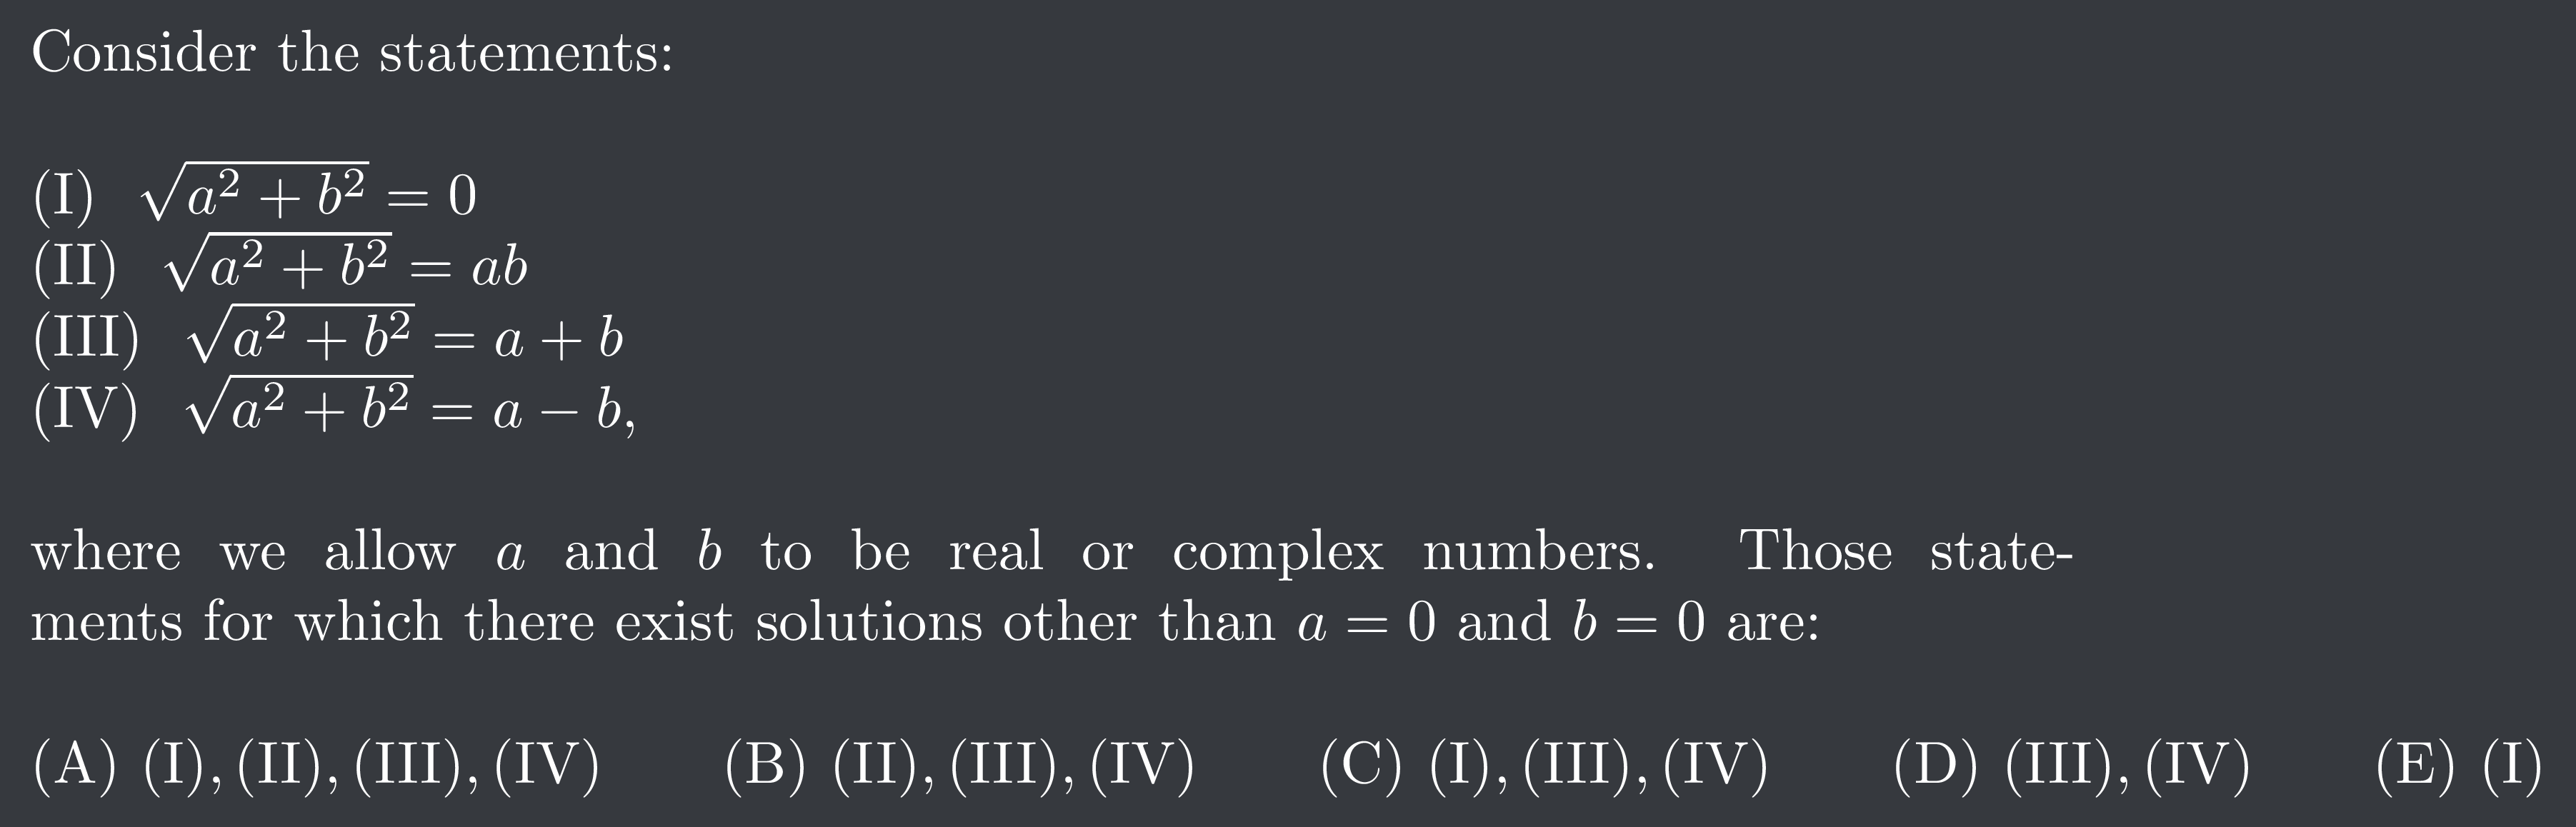 Consider the statements:
(I) $\sqrt{a^2 + b^2} = 0$
(II) $\sqrt{a^2 + b^2} = ab$
(III) $\sqrt{a^2 + b^2} = a + b$
(IV) $\sqrt{a^2 + b^2} = a - b,$
where we allow $a$ and $b$ to be real or complex numbers. Those state-
ments for which there exist solutions other than $a = 0$ and $b = 0$ are:
(A) (I), (II), (III), (IV) (B) (II), (III), (IV) (C) (I), (III), (IV) (D) (III), (IV) (E) (I)